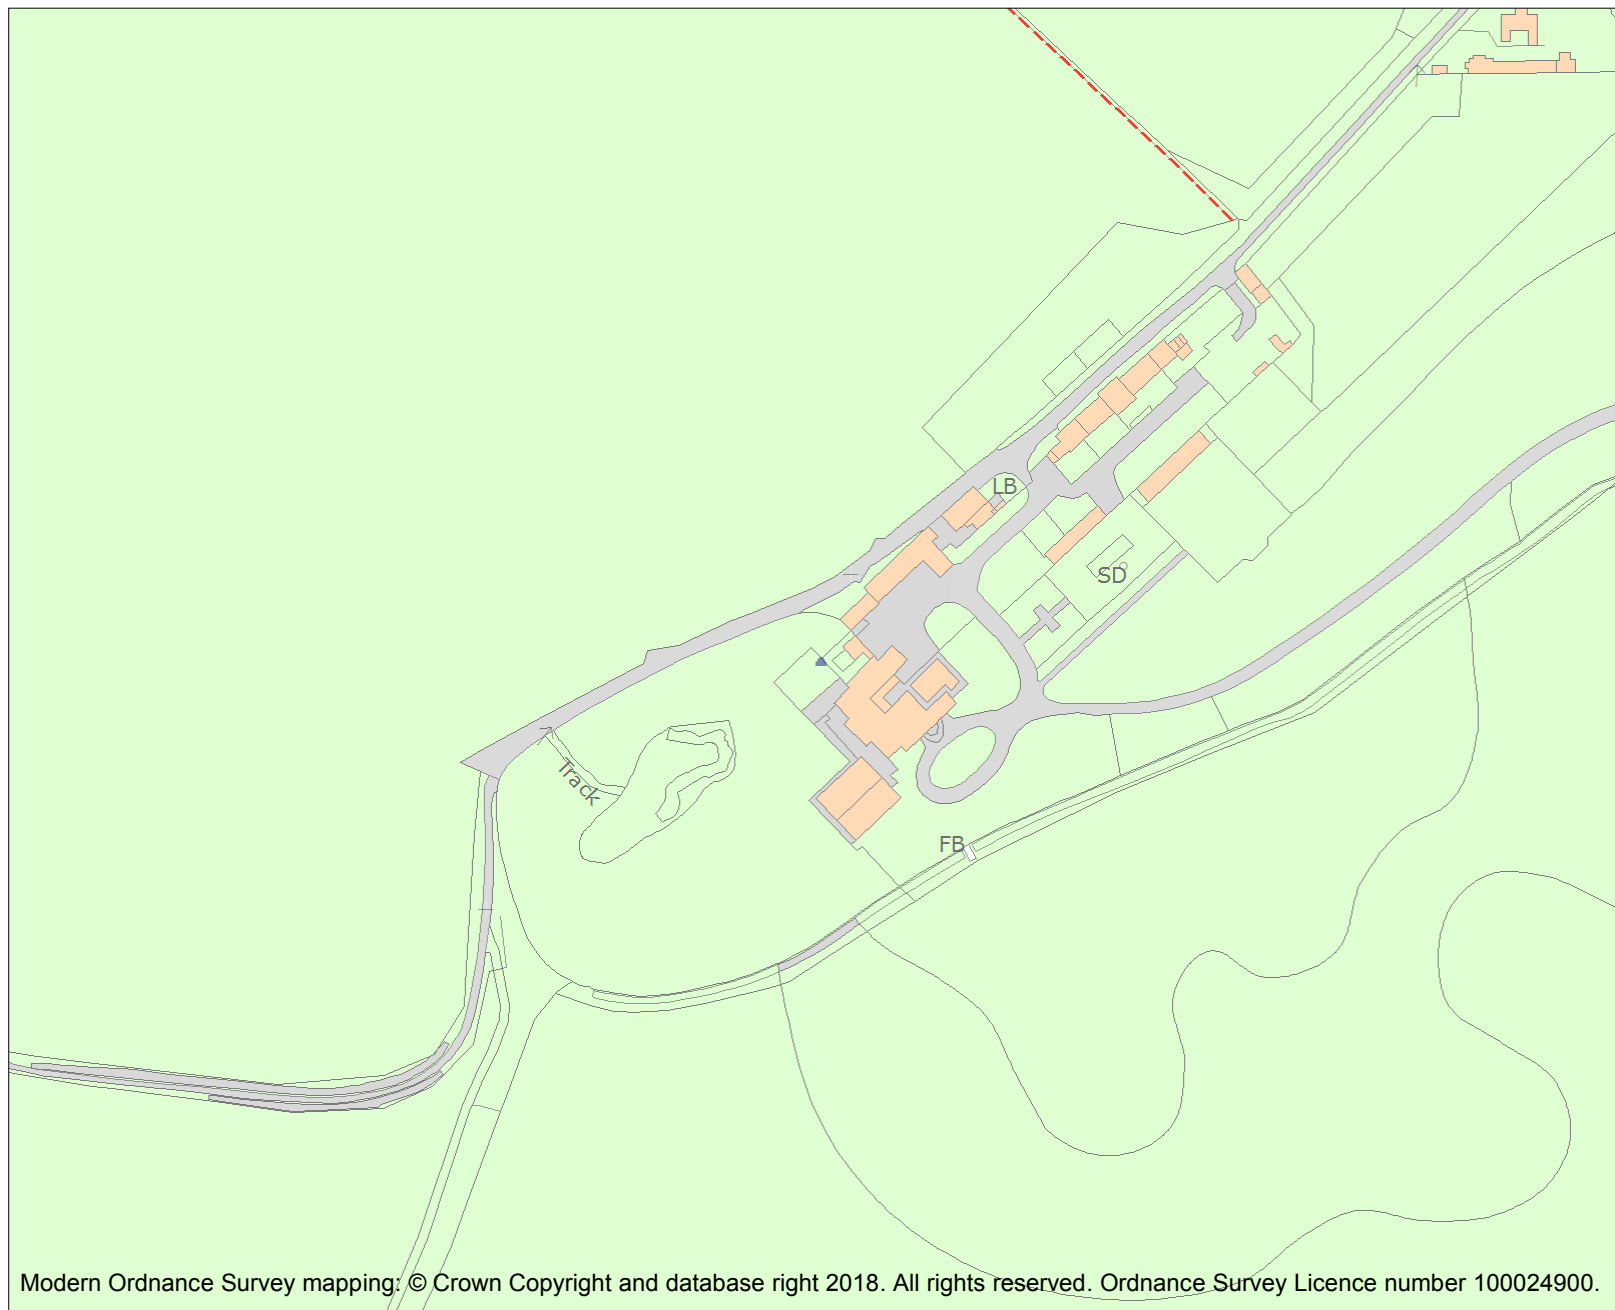 LB
SD
Track
FB
Modern Ordnance Survey mapping: © Crown Copyright and database right 2018. All rights reserved. Ordnance Survey Licence number 100024900.